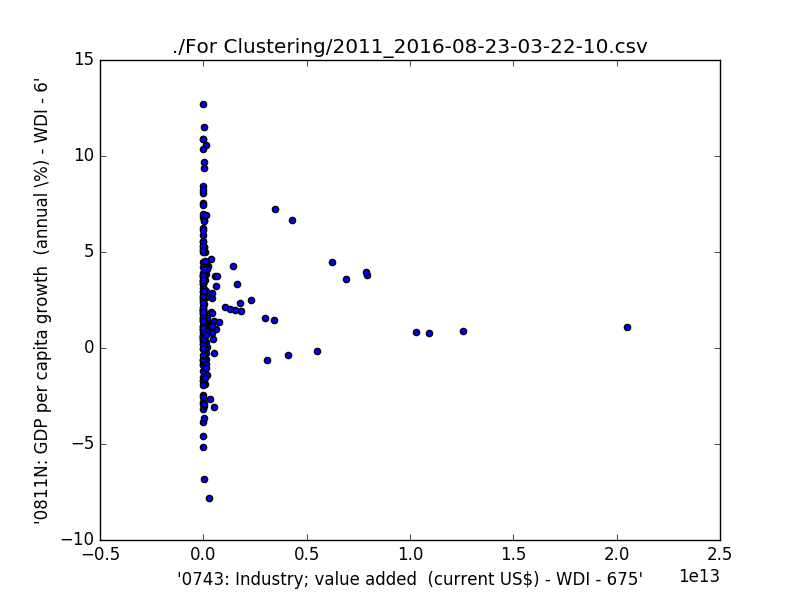 ./For Clustering/2011_2016-08-23-03-22-10.csv
15
10
5
0
−5
−10
'0811N: GDP per capita growth  (annual \%) - WDI - 6'
−0.5 0.0 0.5 1.0 1.5 2.0 2.5
1e13
'0743: Industry; value added  (current US$) - WDI - 675'